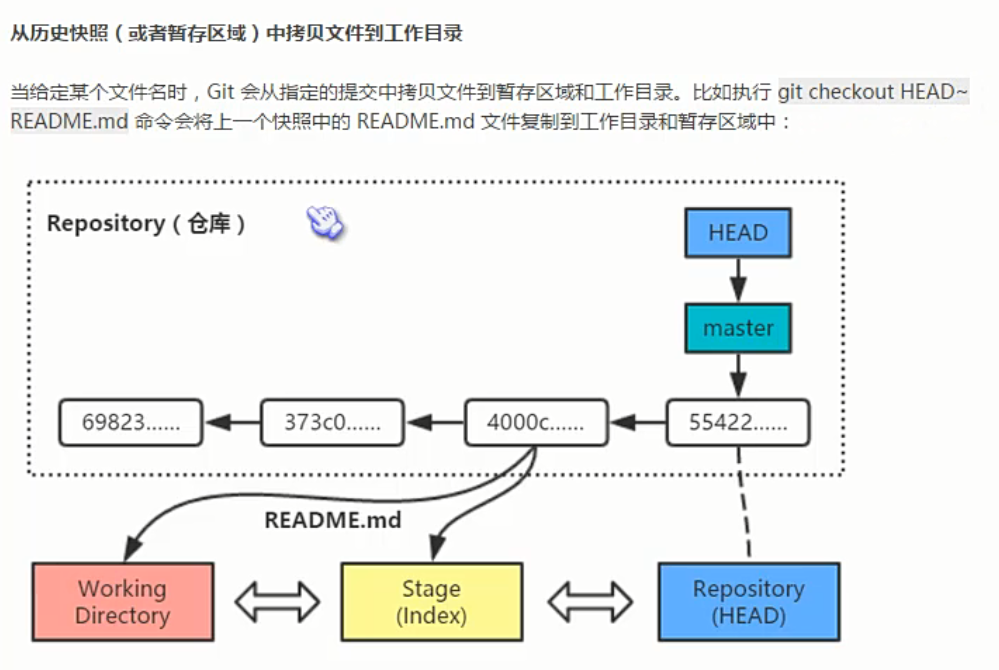 从历史快照（或者暂存区域）中拷贝文件到工作目录
当给定某个文件名时，Git 会从指定的提交中拷贝文件到暂存区域和工作目录。比如执行 git checkout HEAD~
README.md 命令会将上一个快照中的 README.md 文件复制到工作目录和暂存区域中：
Repository（仓库）
HEAD
master
69823......
373c0......
4000c......
55422......
README.md
Working
Directory
Stage
(Index)
Repository
(HEAD)